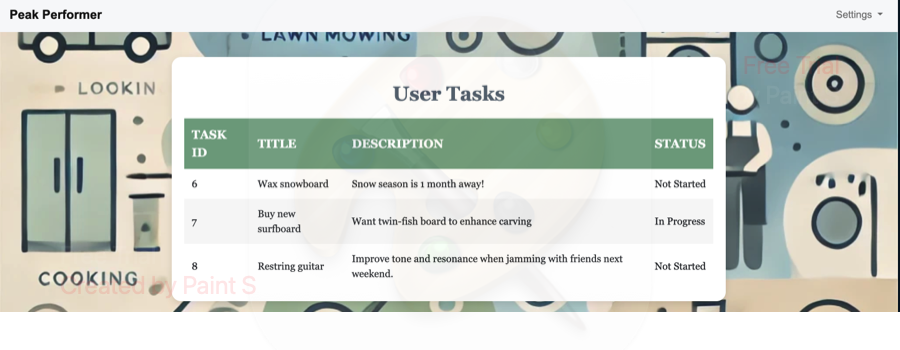 Peak Performer
Settings
LAWN MOWING
Free Trial
LOOKIN
User Tasks
TASK ID TITLE DESCRIPTION STATUS
6 Wax snowboard Snow season is 1 month away! Not Started
7 Buy new surfboard Want twin-fish board to enhance carving In Progress
8 Restring guitar Improve tone and resonance when jamming with friends next weekend. Not Started
COOKING
Created by Paint S